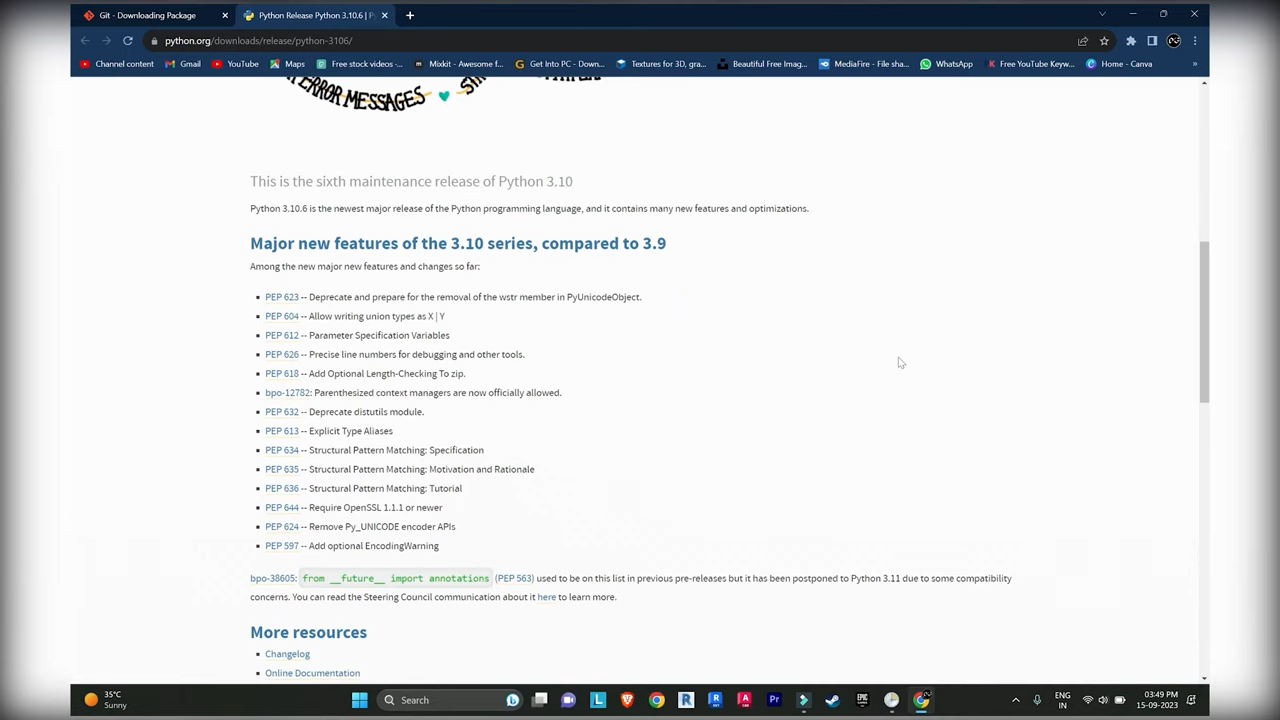 Git - Downloading Package
Python Release Python 3.10.6 | P
python.org/downloads/release/python-3106/
Channel content
Gmail
YouTube
Maps
Free stock videos -...
Mixkit - Awesome f...
Get Into PC - Down...
Textures for 3D, gra...
Beautiful Free Imag...
MediaFire - File sha...
WhatsApp
Free YouTube Keyw...
Home - Canva
»
ERROR MESSAGES
This is the sixth maintenance release of Python 3.10
Python 3.10.6 is the newest major release of the Python programming language, and it contains many new features and optimizations.
Major new features of the 3.10 series, compared to 3.9
Among the new major new features and changes so far:
PEP 623 -- Deprecate and prepare for the removal of the wstr member in PyUnicodeObject.
PEP 604 -- Allow writing union types as X | Y
PEP 612 -- Parameter Specification Variables
PEP 626 -- Precise line numbers for debugging and other tools.
PEP 618 -- Add Optional Length-Checking To zip.
bpo-12782: Parenthesized context managers are now officially allowed.
PEP 632 -- Deprecate distutils module.
PEP 613 -- Explicit Type Aliases
PEP 634 -- Structural Pattern Matching: Specification
PEP 635 -- Structural Pattern Matching: Motivation and Rationale
PEP 636 -- Structural Pattern Matching: Tutorial
PEP 644 -- Require OpenSSL 1.1.1 or newer
PEP 624 -- Remove Py_UNICODE encoder APIs
PEP 597 -- Add optional EncodingWarning
bpo-38605: from __future__ import annotations (PEP 563) used to be on this list in previous pre-releases but it has been postponed to Python 3.11 due to some compatibility
concerns. You can read the Steering Council communication about it here to learn more.
More resources
Changelog
Online Documentation
35°C
Sunny
Search
ENG
IN
03:49 PM
15-09-2023